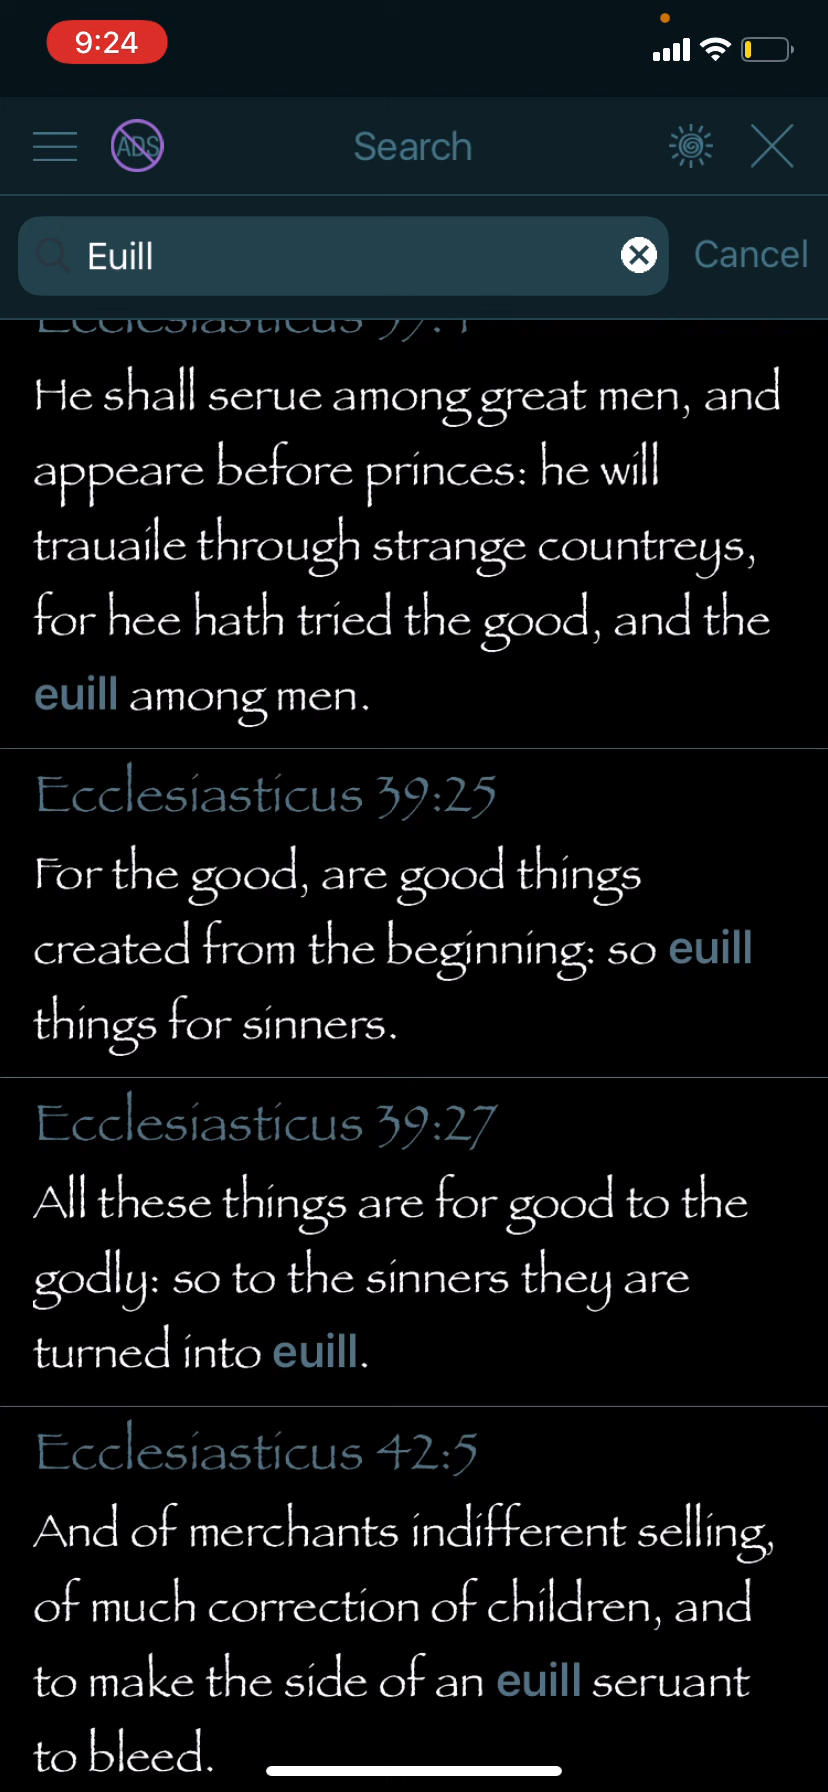 9:24
ADS
Search
Euill
Cancel
Ecclesiasticus 39:4
He shall serue among great men, and
appeare before princes: he will
trauaile through strange countreys,
for hee hath tried the good, and the
euill among men.
Ecclesiasticus 39:25
For the good, are good things
created from the beginning: so euill
things for sinners.
Ecclesiasticus 39:27
All these things are for good to the
godly: so to the sinners they are
turned into euill.
Ecclesiasticus 42:5
And of merchants indifferent selling,
of much correction of children, and
to make the side of an euill seruant
to bleed.